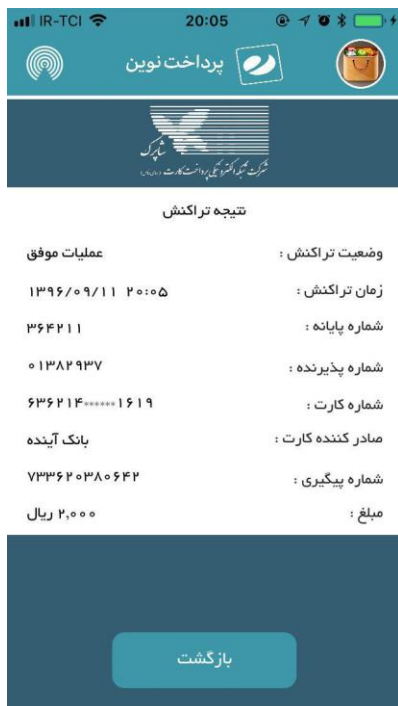 IR-TCI 20:05
پرداخت نوین
شاپرک
شرکت شبکه الکترونیکی پرداخت کارت
نتیجه تراکنش
وضعیت تراکنش : عملیات موفق
زمان تراکنش : ۱۳۹۶/۰۹/۱۱ ۲۰:۰۵
شماره پایانه : ۳۶۴۲۱۱
شماره پذیرنده : ۰۱۳۸۲۹۳۷
شماره کارت : ۶۳۶۲۱۴******۱۶۱۹
صادر کننده کارت : بانک آینده
شماره پیگیری : ۷۳۳۶۲۰۳۸۰۶۴۲
مبلغ : ۲,۰۰۰ ریال
بازگشت